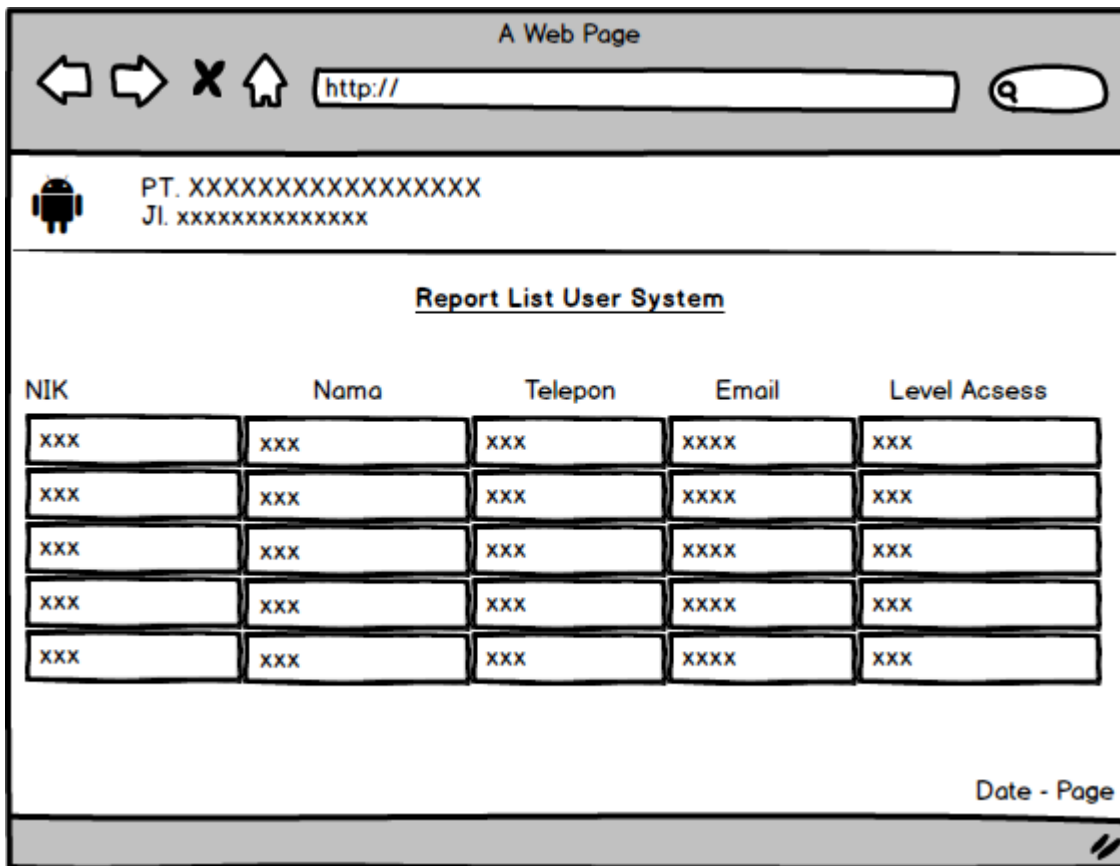 A Web Page
http://
PT. XXXXXXXXXXXXXXXXX
Jl. xxxxxxxxxxxxxx
Report List User System
NIK Nama Telepon Email Level Acsess
xxx xxx xxx xxxx xxx
xxx xxx xxx xxxx xxx
xxx xxx xxx xxxx xxx
xxx xxx xxx xxxx xxx
xxx xxx xxx xxxx xxx
Date - Page